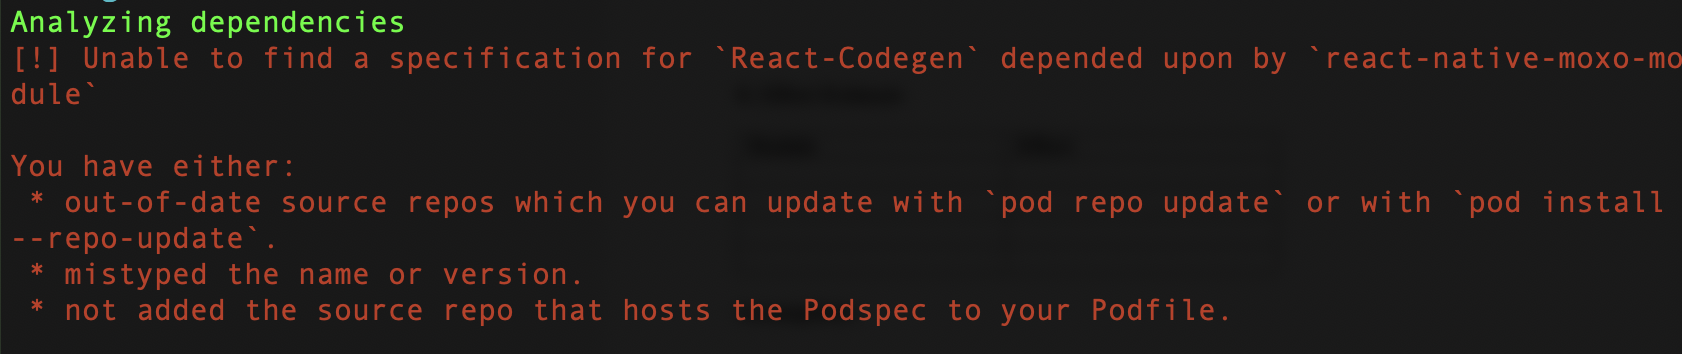 Analyzing dependencies
[!] Unable to find a specification for `React-Codegen` depended upon by `react-native-moxo-mo
dule`
You have either:
 * out-of-date source repos which you can update with `pod repo update` or with `pod install
--repo-update`.
 * mistyped the name or version.
 * not added the source repo that hosts the Podspec to your Podfile.